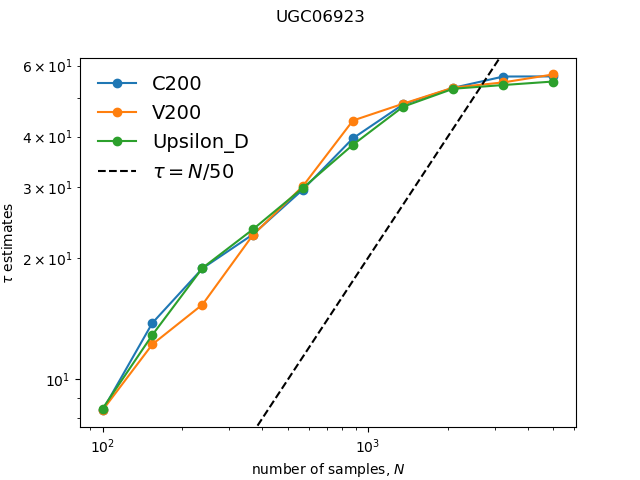 UGC06923
C200
V200
Upsilon_D
τ = N/50
6 × 10¹
4 × 10¹
3 × 10¹
2 × 10¹
10¹
τ estimates
10²
10³
number of samples, N